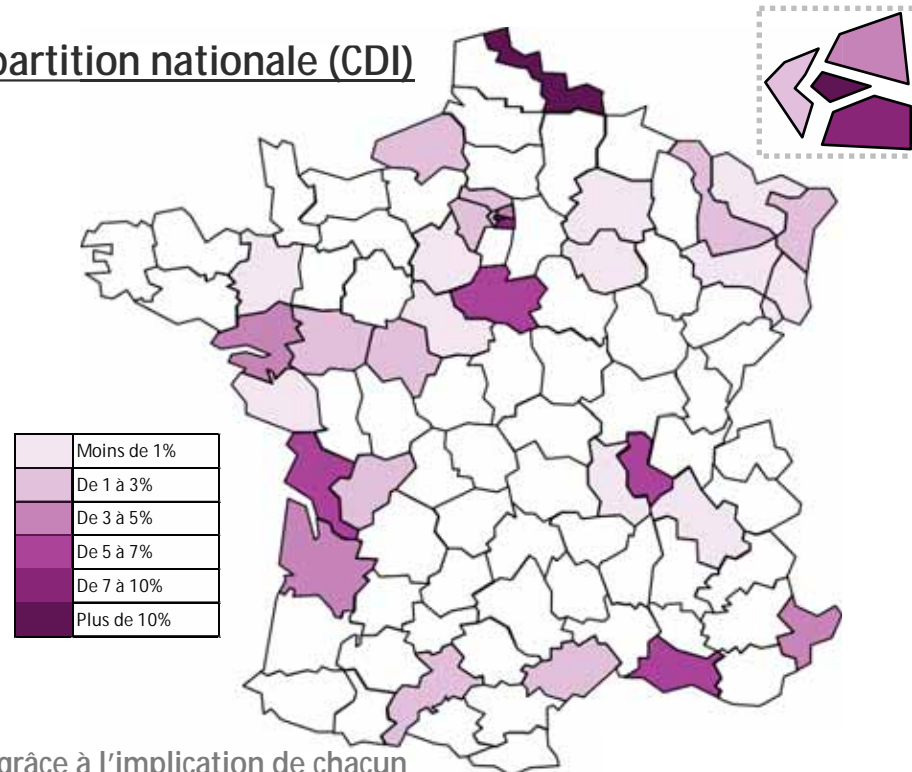 partition nationale (CDI)
Moins de 1%
De 1 à 3%
De 3 à 5%
De 5 à 7%
De 7 à 10%
Plus de 10%
grâce à l'implication de chacun